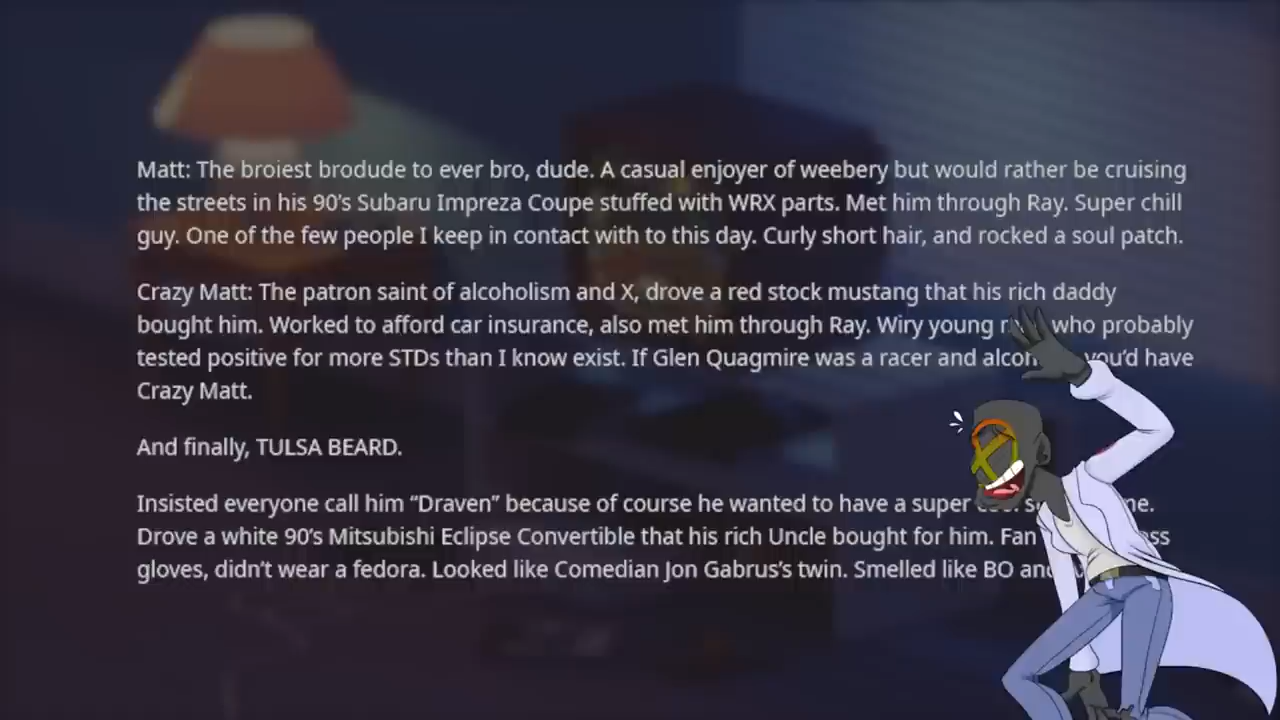 Matt: The broiest brodude to ever bro, dude. A casual enjoyer of weebery but would rather be cruising
the streets in his 90's Subaru Impreza Coupe stuffed with WRX parts. Met him through Ray. Super chill
guy. One of the few people I keep in contact with to this day. Curly short hair, and rocked a soul patch.
Crazy Matt: The patron saint of alcoholism and X, drove a red stock mustang that his rich daddy
bought him. Worked to afford car insurance, also met him through Ray. Wiry young who probably
tested positive for more STDs than I know exist. If Glen Quagmire was a racer and you'd have
Crazy Matt.
And finally, TULSA BEARD.
Insisted everyone call him “Draven” because of course he wanted to have a super
Drove a white 90's Mitsubishi Eclipse Convertible that his rich Uncle bought for him. Fan
gloves, didn't wear a fedora. Looked like Comedian Jon Gabrus's twin. Smelled like BO and